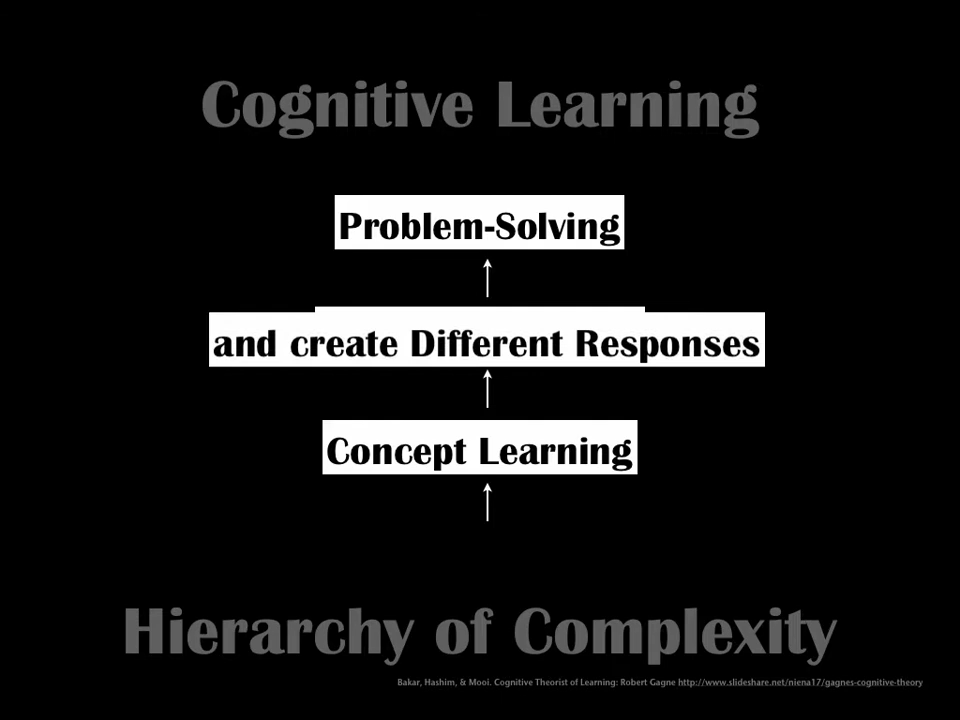 Cognitive Learning
Problem-Solving
and create Different Responses
Concept Learning
Hierarchy of Complexity
Bakar, Hashim, & Mooi. Cognitive Theorist of Learning: Robert Gagne http://www.slideshare.net/niena17/gagnes-cognitive-theory